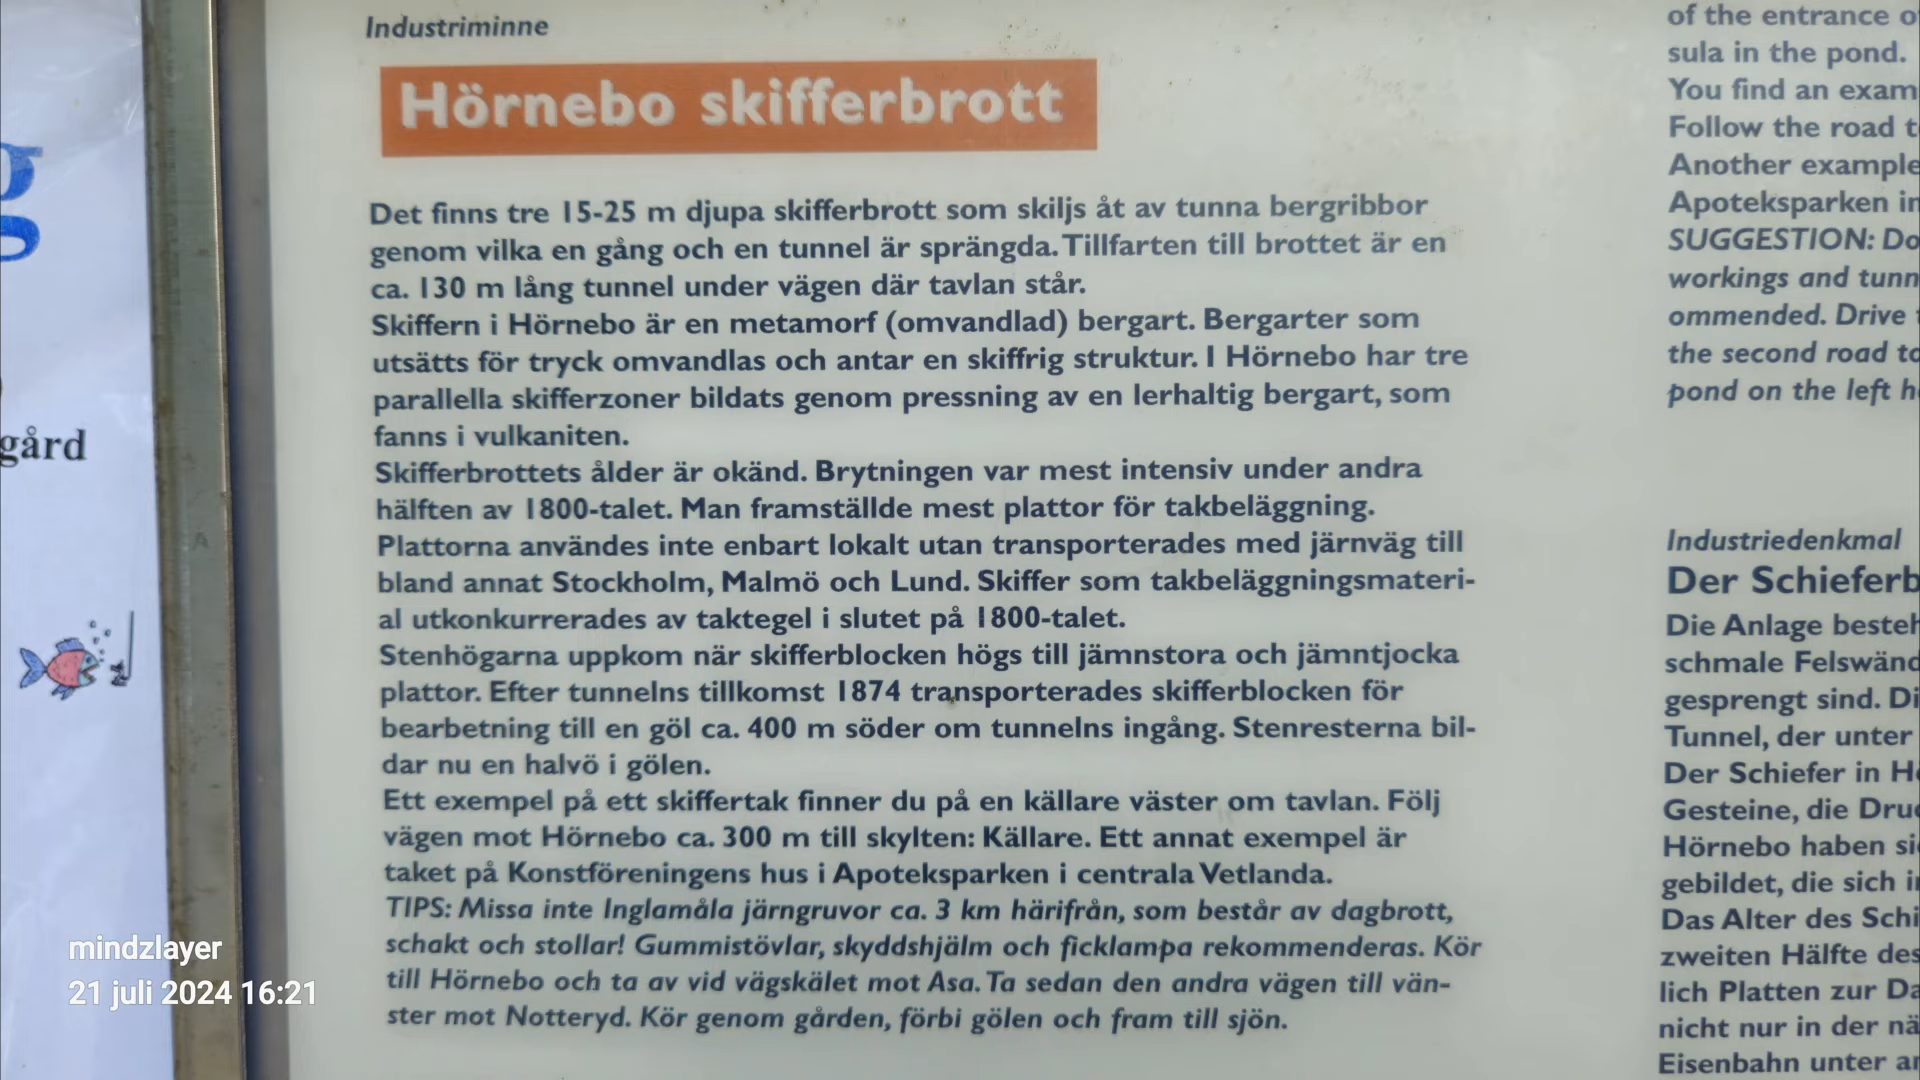 Industriminne
Hörnebo skifferbrott
Det finns tre 15-25 m djupa skifferbrott som skiljs åt av tunna bergribbor
genom vilka en gång och en tunnel är sprängda. Tillfarten till brottet är en
ca. 130 m lång tunnel under vägen där tavlan står.
Skiffern i Hörnebo är en metamorf (omvandlad) bergart. Bergarter som
utsätts för tryck omvandlas och antar en skiffrig struktur. I Hörnebo har tre
parallella skifferzoner bildats genom pressning av en lerhaltig bergart, som
fanns i vulkaniten.
Skifferbrottets ålder är okänd. Brytningen var mest intensiv under andra
hälften av 1800-talet. Man framställde mest plattor för takbeläggning.
Plattorna användes inte enbart lokalt utan transporterades med järnväg till
bland annat Stockholm, Malmö och Lund. Skiffer som takbeläggningsmateri-
al utkonkurrerades av taktegel i slutet på 1800-talet.
Stenhögarna uppkom när skifferblocken högs till jämnstora och jämntjocka
plattor. Efter tunnelns tillkomst 1874 transporterades skifferblocken för
bearbetning till en göl ca. 400 m söder om tunnelns ingång. Stenresterna bil-
dar nu en halvö i gölen.
Ett exempel på ett skiffertak finner du på en källare väster om tavlan. Följ
vägen mot Hörnebo ca. 300 m till skylten: Källare. Ett annat exempel är
taket på Konstföreningens hus i Apoteksparken i centrala Vetlanda.
TIPS: Missa inte Inglamåla järngruvor ca. 3 km härifrån, som består av dagbrott,
schakt och stollar! Gummistövlar, skyddshjälm och ficklampa rekommenderas. Kör
till Hörnebo och ta av vid vägskälet mot Asa. Ta sedan den andra vägen till vän-
ster mot Notteryd. Kör genom gården, förbi gölen och fram till sjön.
of the entrance
sula in the pond.
You find an
Follow the road
Another example
Apoteksparken
SUGGESTION: Do
workings and
ommended. Drive
the second road
pond on the left
Industriedenkmal
Der
Die Anlage
schmale
gesprengt sind.
Tunnel, der unter
Der Schiefer in
Gesteine, die
Hörnebo haben
gebildet, die sich
Das Alter des
zweiten Hälfte des
lich Platten zur
nicht nur in der
Eisenbahn unter
gård
mindzlayer
21 juli 2024 16:21